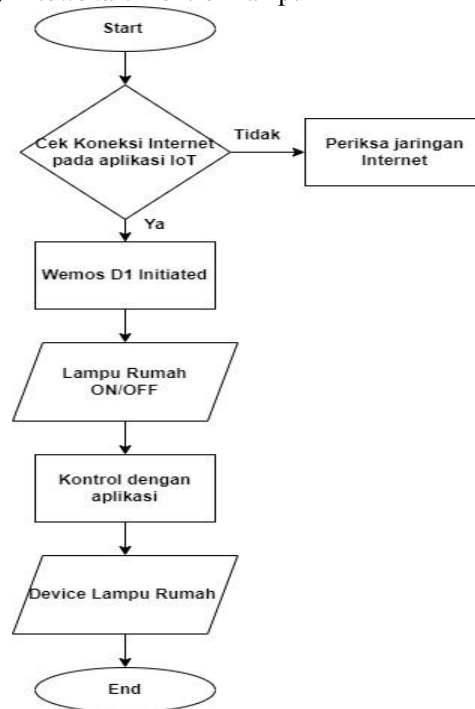 Start
Cek Koneksi Internet
pada aplikasi IoT
Tidak
Periksa jaringan
Internet
Ya
Wemos D1 Initiated
Lampu Rumah
ON/OFF
Kontrol dengan
aplikasi
Device Lampu Rumah
End